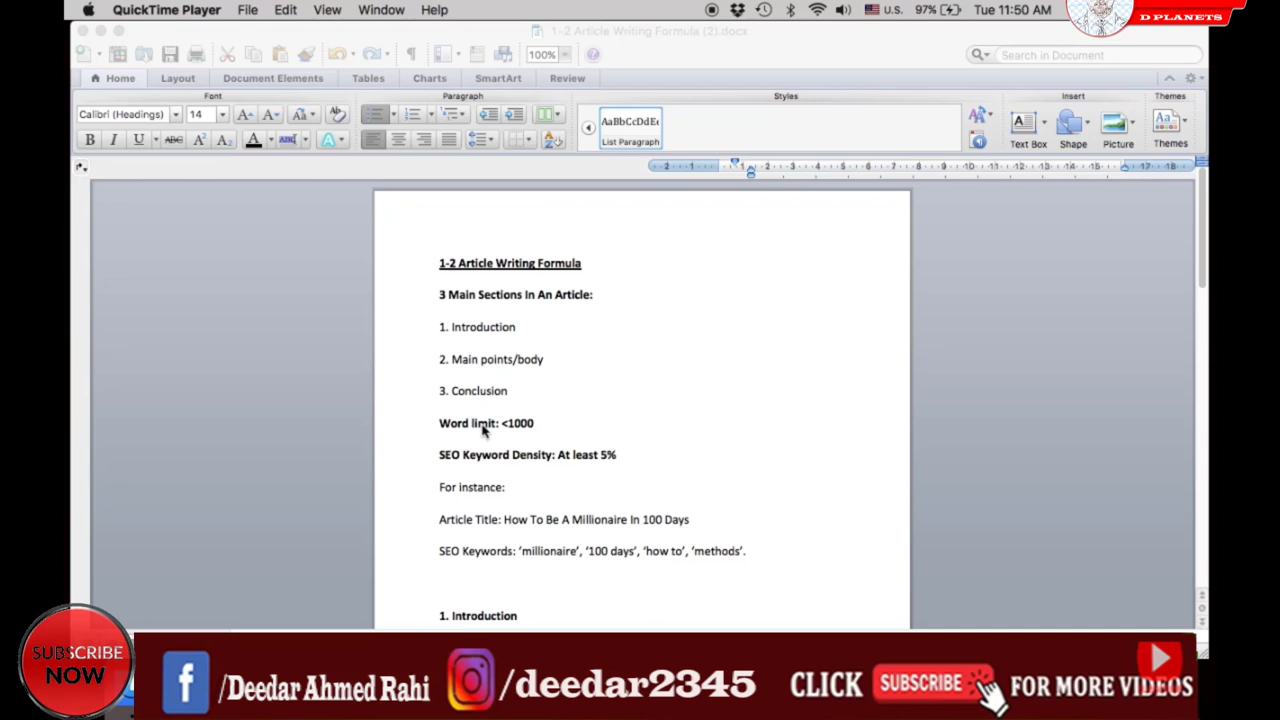 QuickTime Player File Edit View Window Help U.S. 97% Tue 11:50 AM
D PLANETS
1-2 Article Writing Formula (2).docx
100% Search in Document
Home Layout Document Elements Tables Charts SmartArt Review
Font Paragraph Styles Insert Themes
Calibri (Headings) 14 AaBbCcDdEe
List Paragraph
Text Box Shape Picture Themes
1-2 Article Writing Formula
3 Main Sections In An Article:
1. Introduction
2. Main points/body
3. Conclusion
Word limit: <1000
SEO Keyword Density: At least 5%
For instance:
Article Title: How To Be A Millionaire In 100 Days
SEO Keywords: ‘millionaire’, ‘100 days’, ‘how to’, ‘methods’.
1. Introduction
SUBSCRIBE
NOW
/Deedar Ahmed Rahi /deedar2345 CLICK SUBSCRIBE FOR MORE VIDEOS